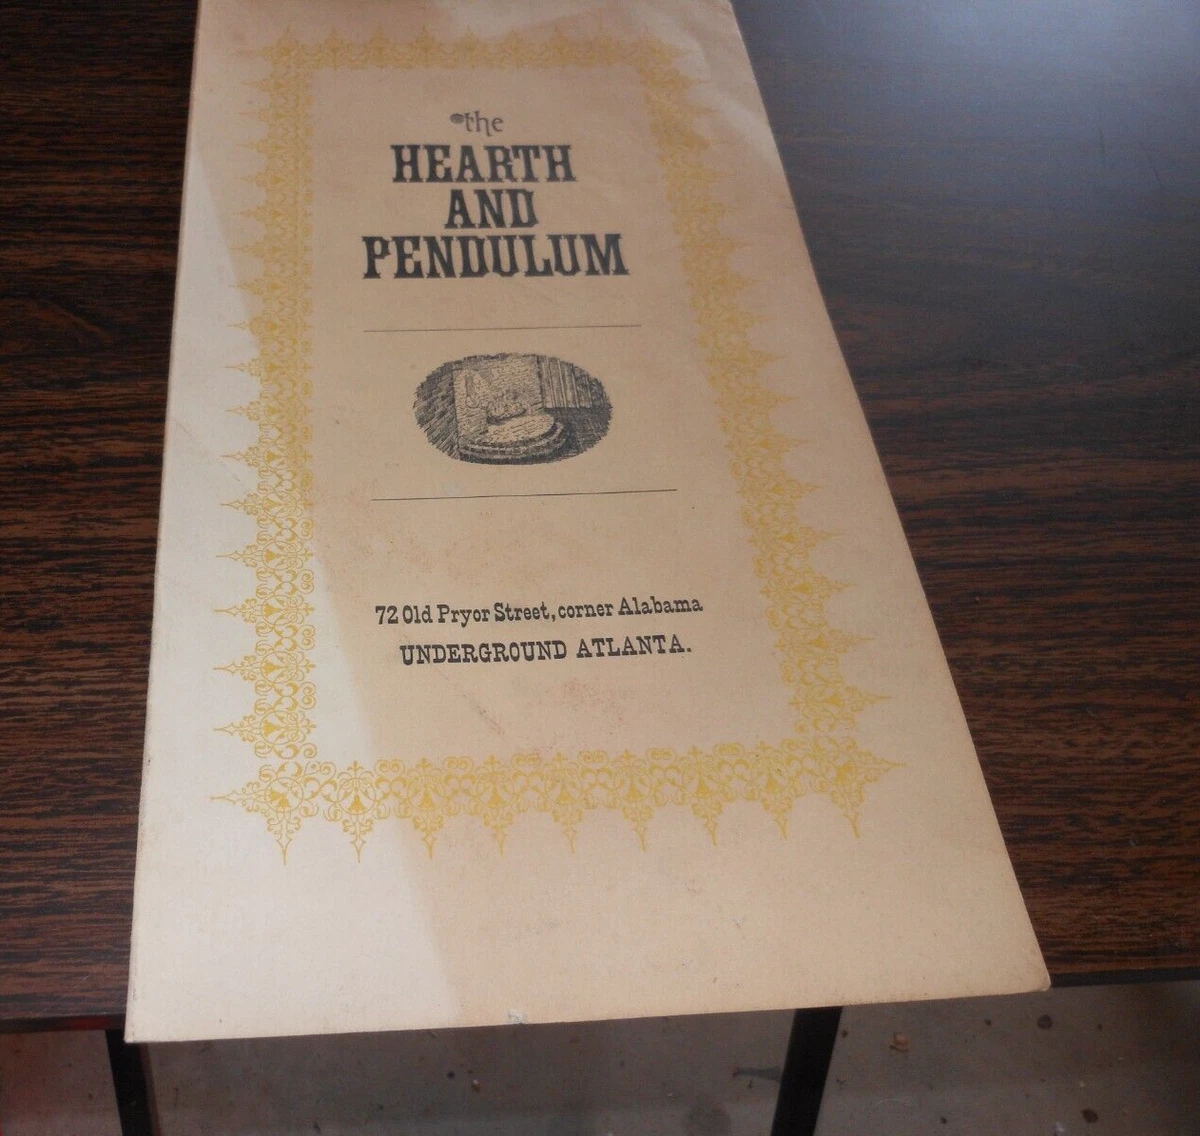 the
HEARTH
AND
PENDULUM
72 Old Pryor Street, corner Alabama
UNDERGROUND ATLANTA.